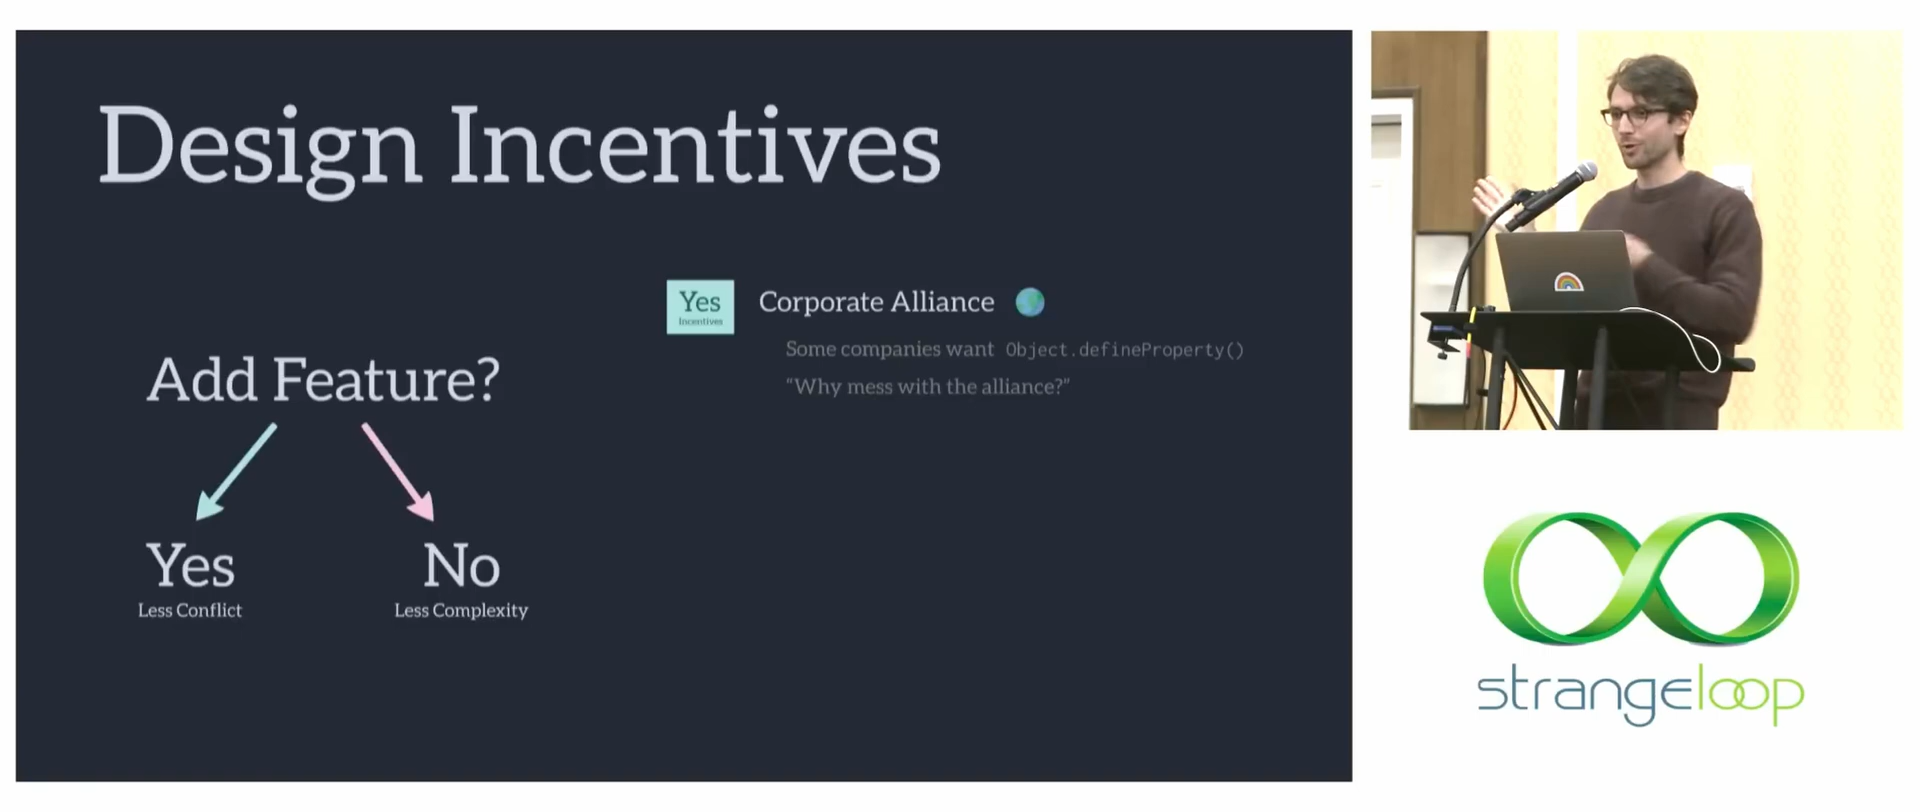 Design Incentives
Add Feature?
Yes
Less Conflict
No
Less Complexity
Yes
Incentives
Corporate Alliance
Some companies want Object.defineProperty()
"Why mess with the alliance?"
strangeloop